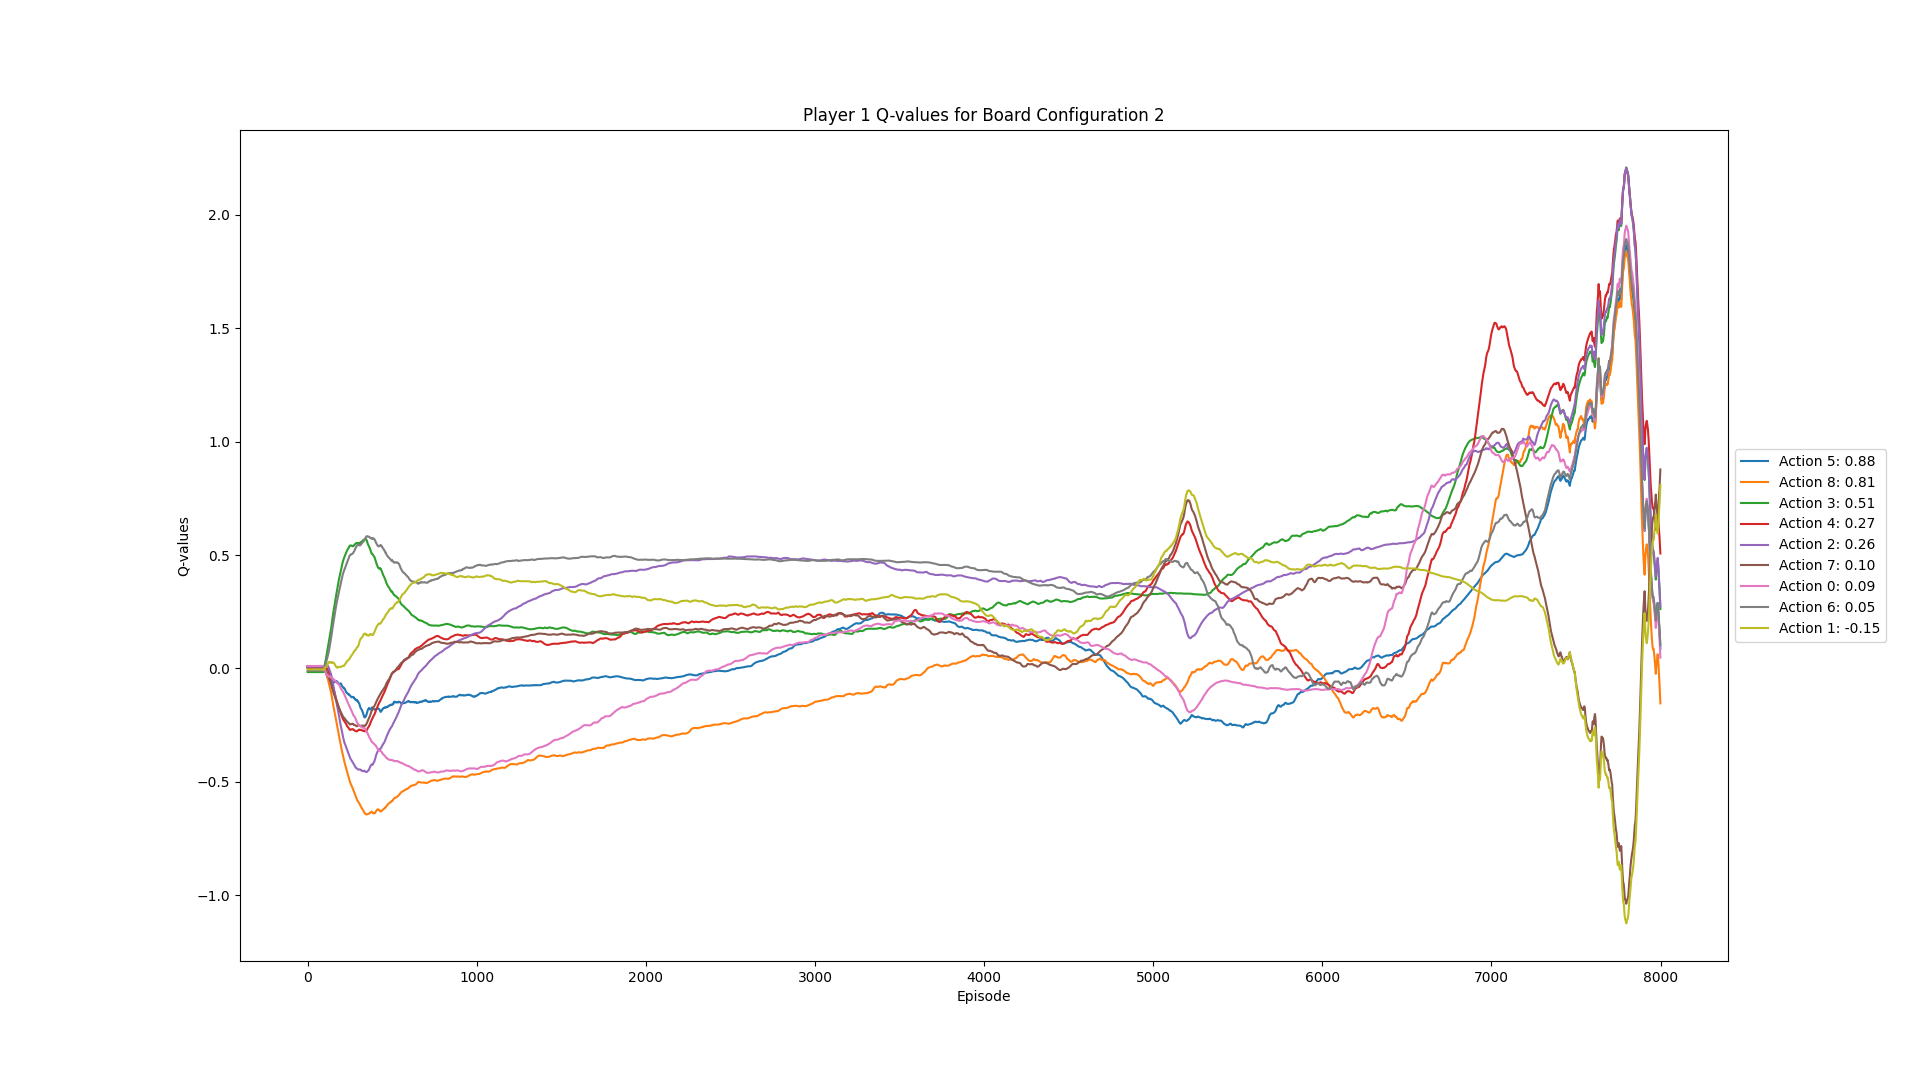 Player 1 Q-values for Board Configuration 2
Q-values
2.0
1.5
1.0
0.5
0.0
−0.5
−1.0
0
1000
2000
3000
4000
5000
6000
7000
8000
Episode
Action 5: 0.88
Action 8: 0.81
Action 3: 0.51
Action 4: 0.27
Action 2: 0.26
Action 7: 0.10
Action 0: 0.09
Action 6: 0.05
Action 1: -0.15